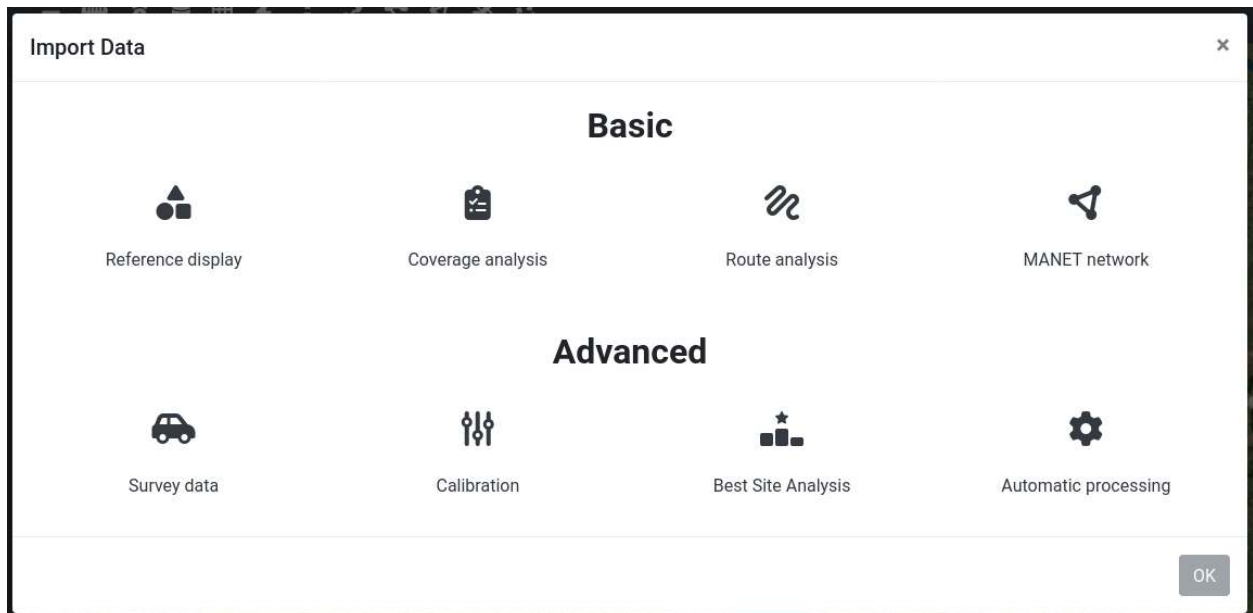 Import Data ×
Basic
Reference display Coverage analysis Route analysis MANET network
Advanced
Survey data Calibration Best Site Analysis Automatic processing
OK